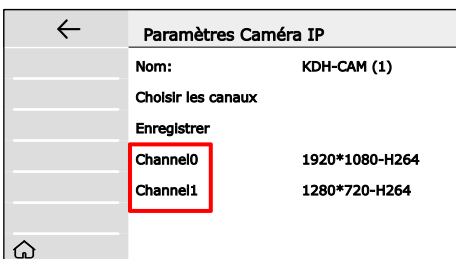 Paramètres Caméra IP
Nom: KDH-CAM (1)
Choisir les canaux
Enregistrer
Channel0 1920*1080-H264
Channel1 1280*720-H264